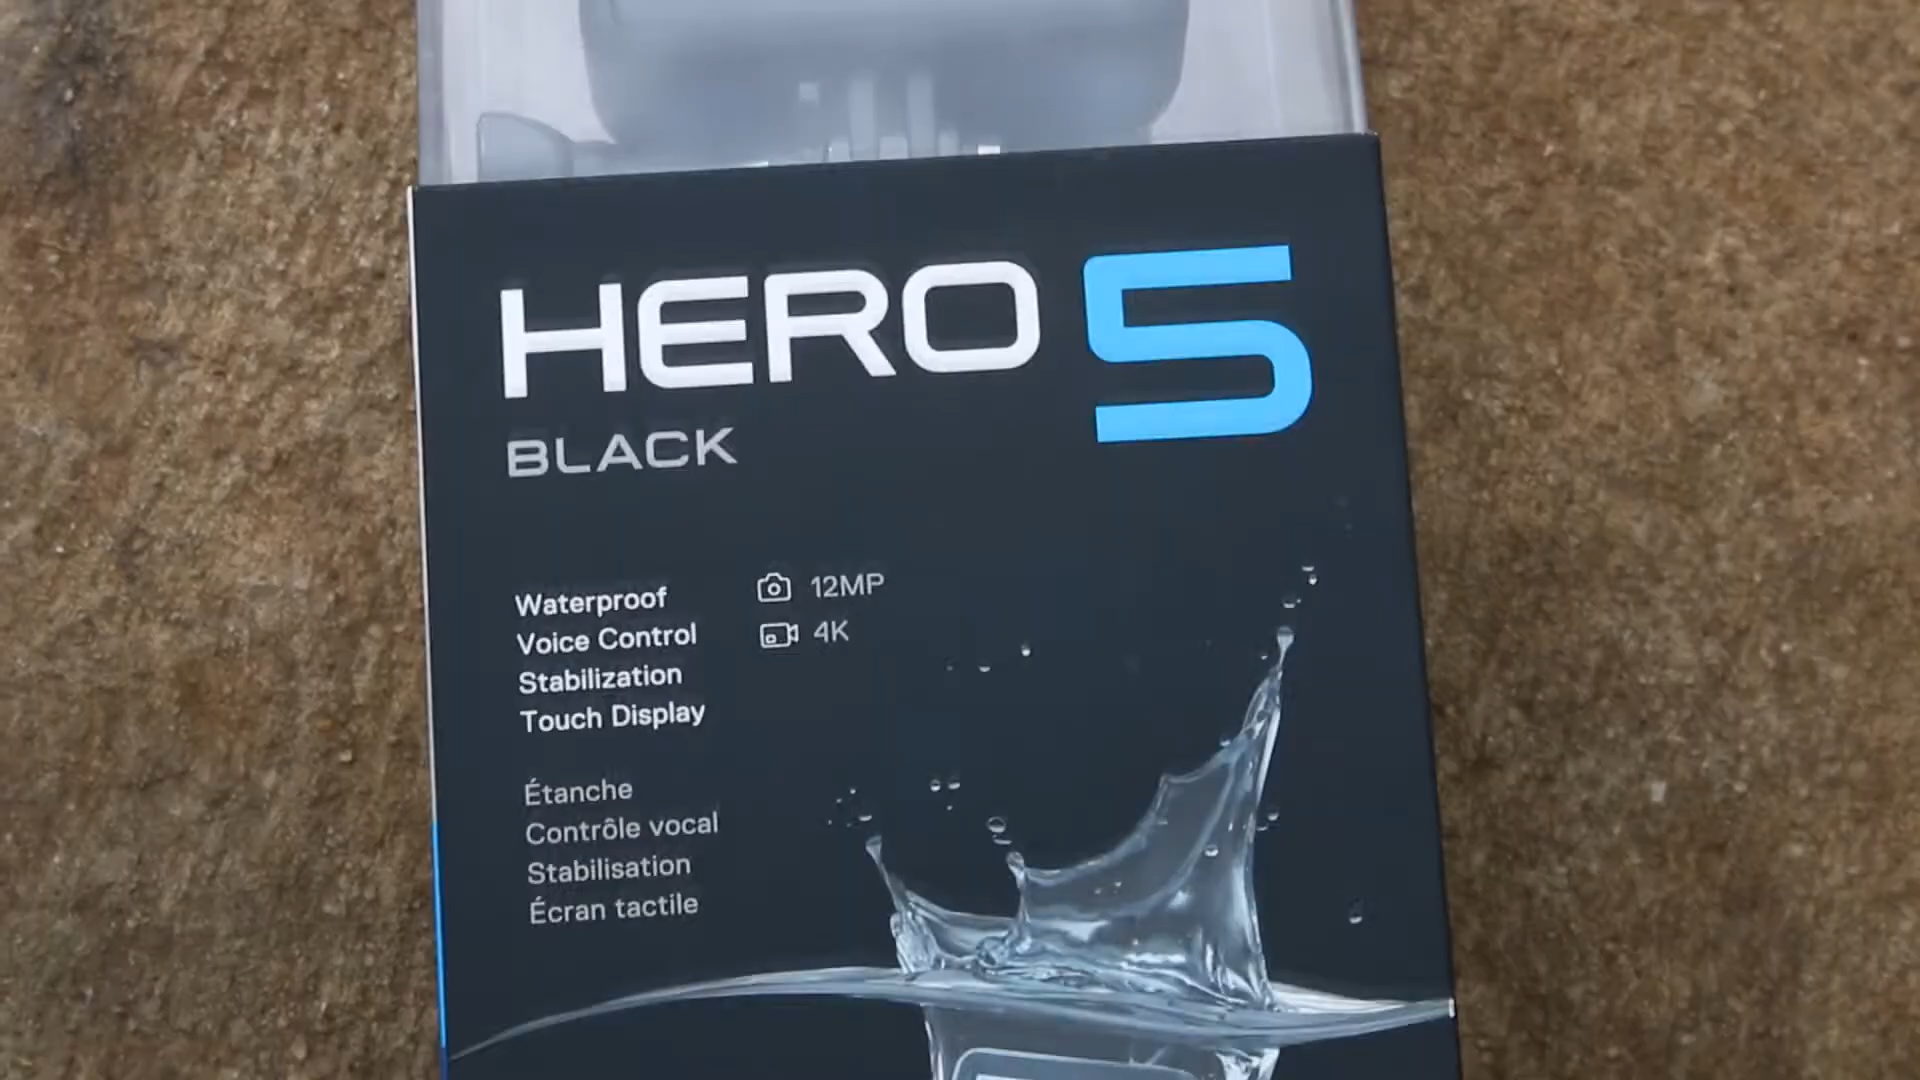 HERO 5
BLACK
Waterproof
Voice Control
Stabilization
Touch Display
12MP
4K
Étanche
Contrôle vocal
Stabilisation
Écran tactile